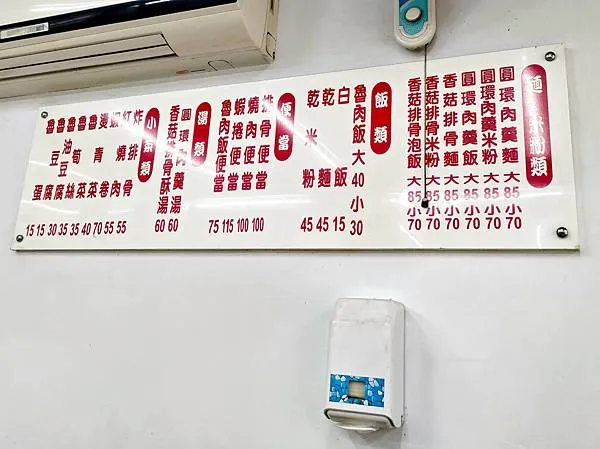 麵、米粉類
圓環肉羹麵 大85小70
圓環肉羹米粉 大85小70
圓環肉羹飯 大85小70
香菇排骨麵 大85小70
香菇排骨米粉 大85小70
香菇排骨泡飯 大85小70
飯類
魯肉飯 大40小30
白飯 15
乾麵 45
乾米粉 45
便當
排骨便當 100
燒肉便當 100
蝦捲便當 115
魯肉飯便當 75
湯類
圓環肉羹湯 60
香菇排骨酥湯 60
小菜類
炸排骨 55
紅燒肉 55
蝦卷 70
燙青菜 40
魯筍絲 35
魯油豆腐 30
魯豆腐 15
魯蛋 15